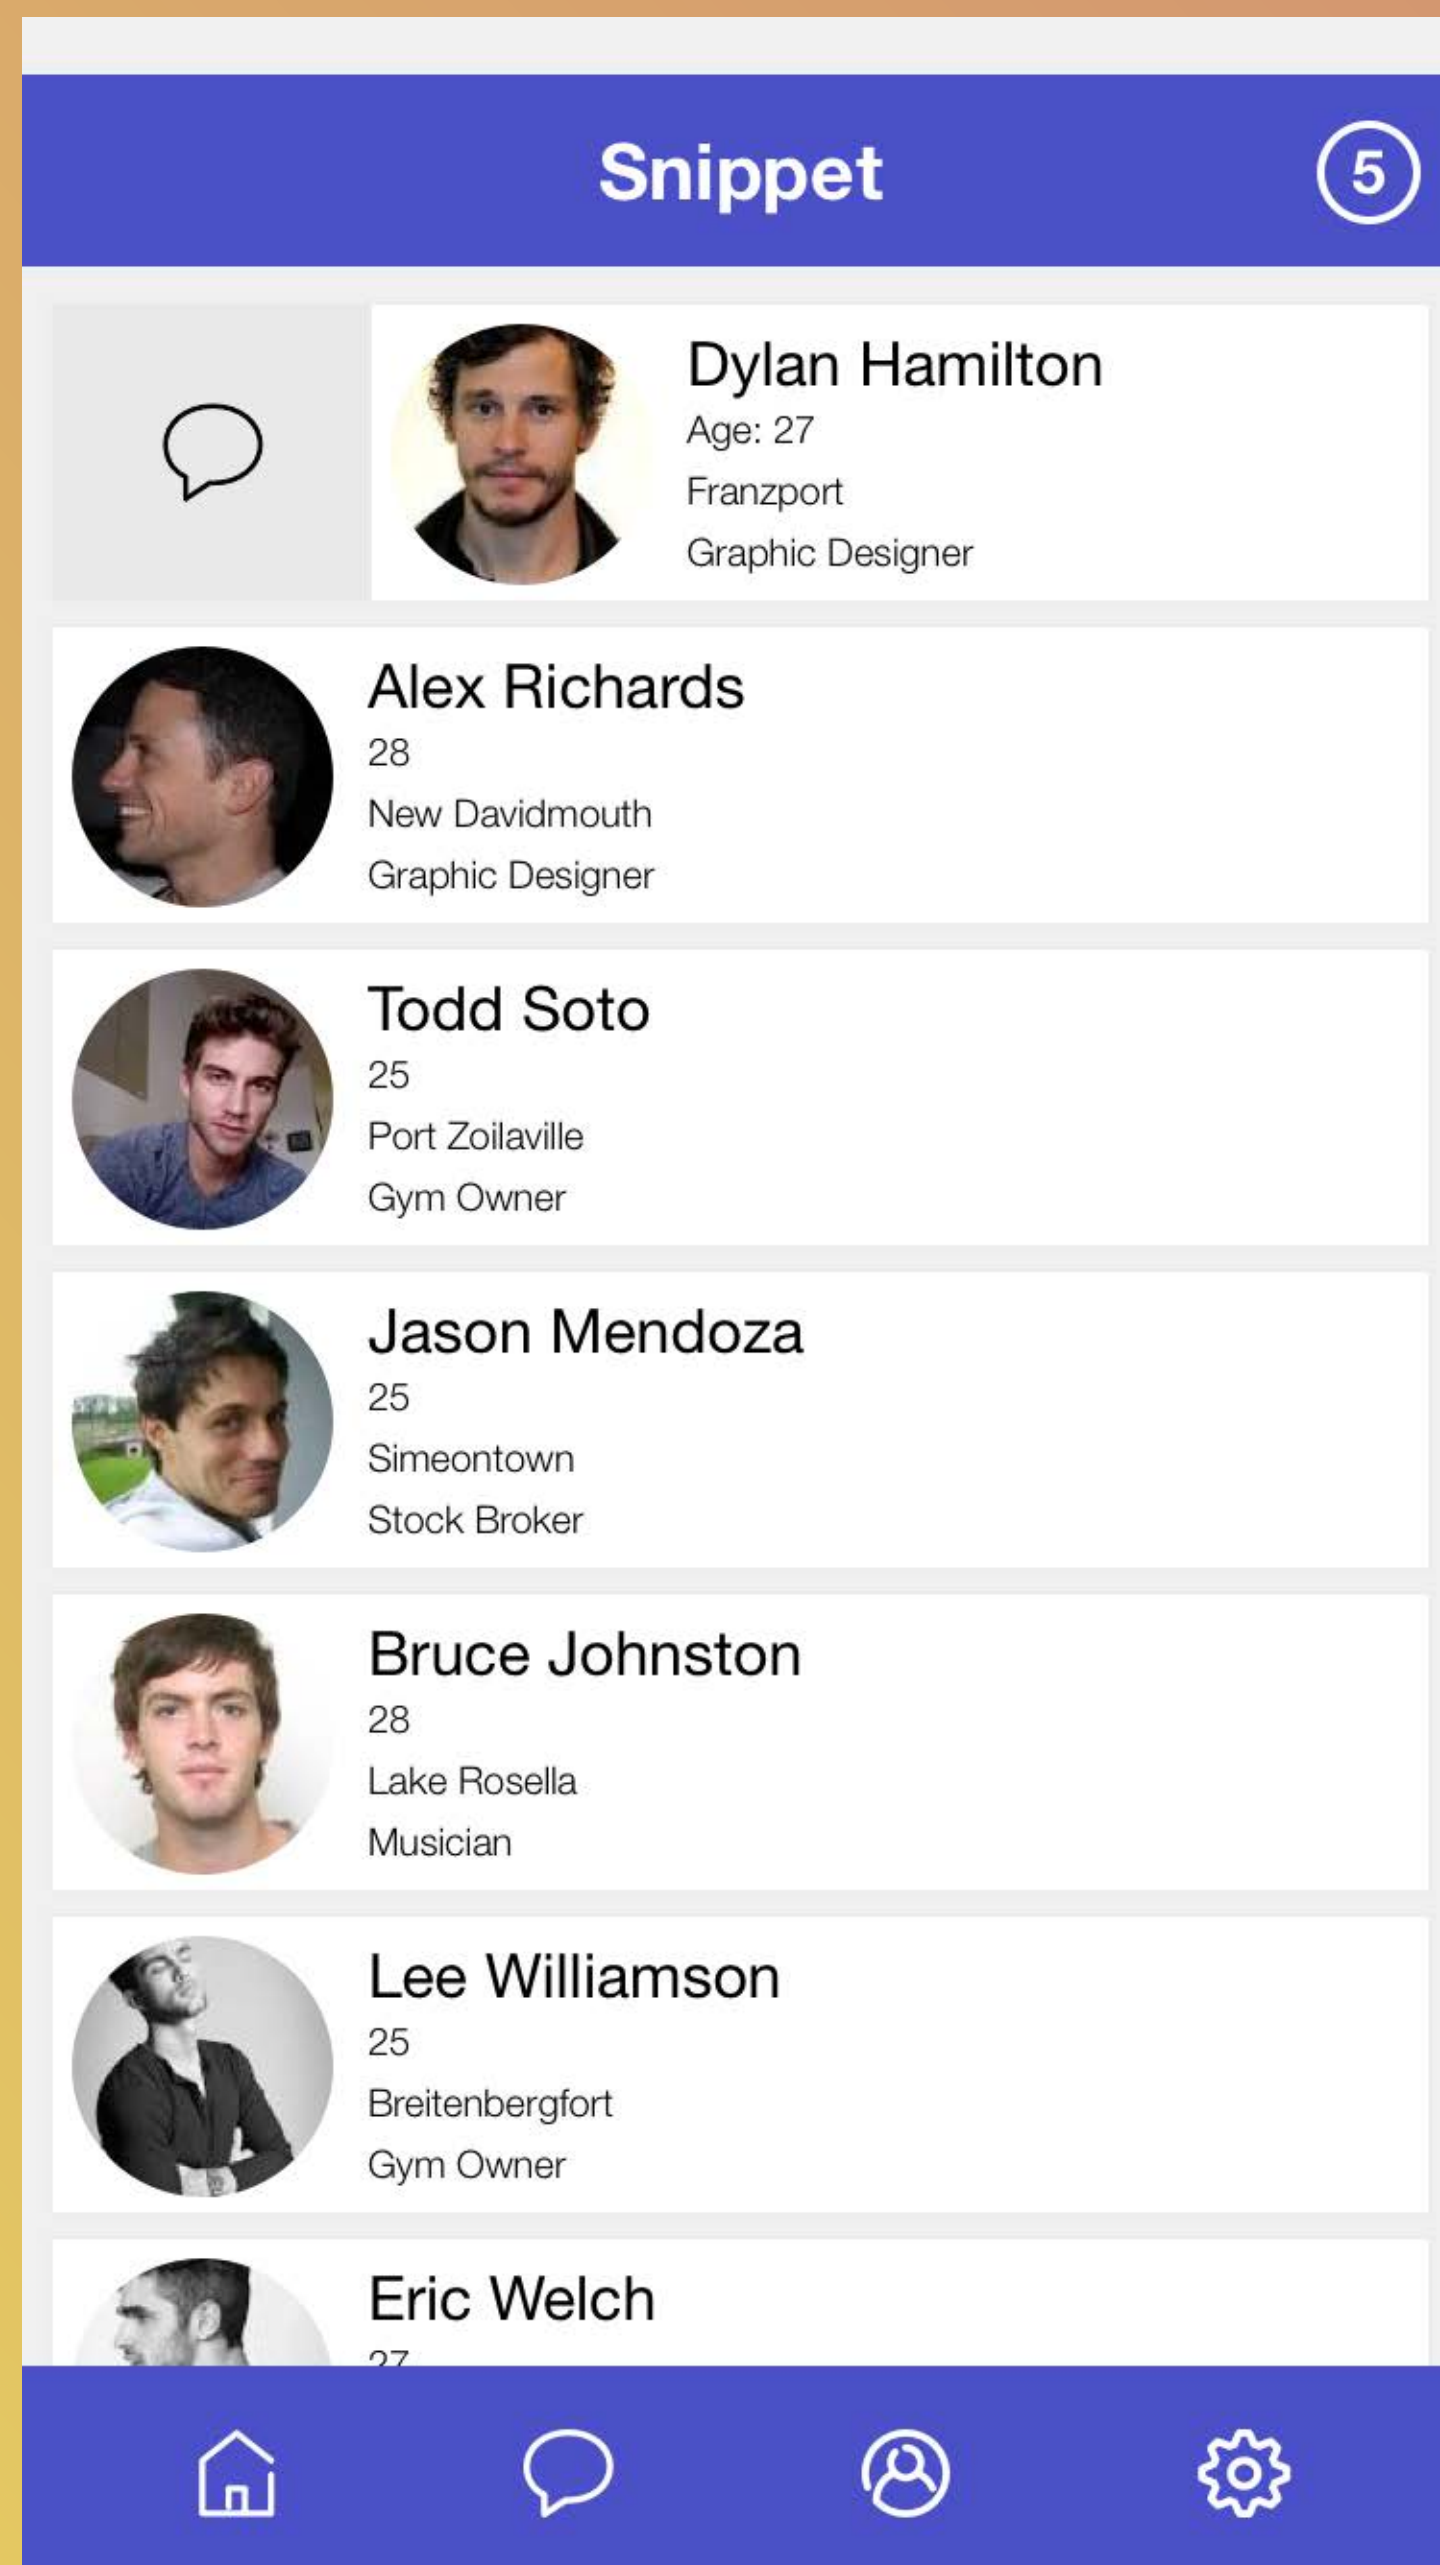 Snippet
5
Dylan Hamilton
Age: 27
Franzport
Graphic Designer
Alex Richards
28
New Davidmouth
Graphic Designer
Todd Soto
25
Port Zoilaville
Gym Owner
Jason Mendoza
25
Simeontown
Stock Broker
Bruce Johnston
28
Lake Rosella
Musician
Lee Williamson
25
Breitenbergfort
Gym Owner
Eric Welch
27